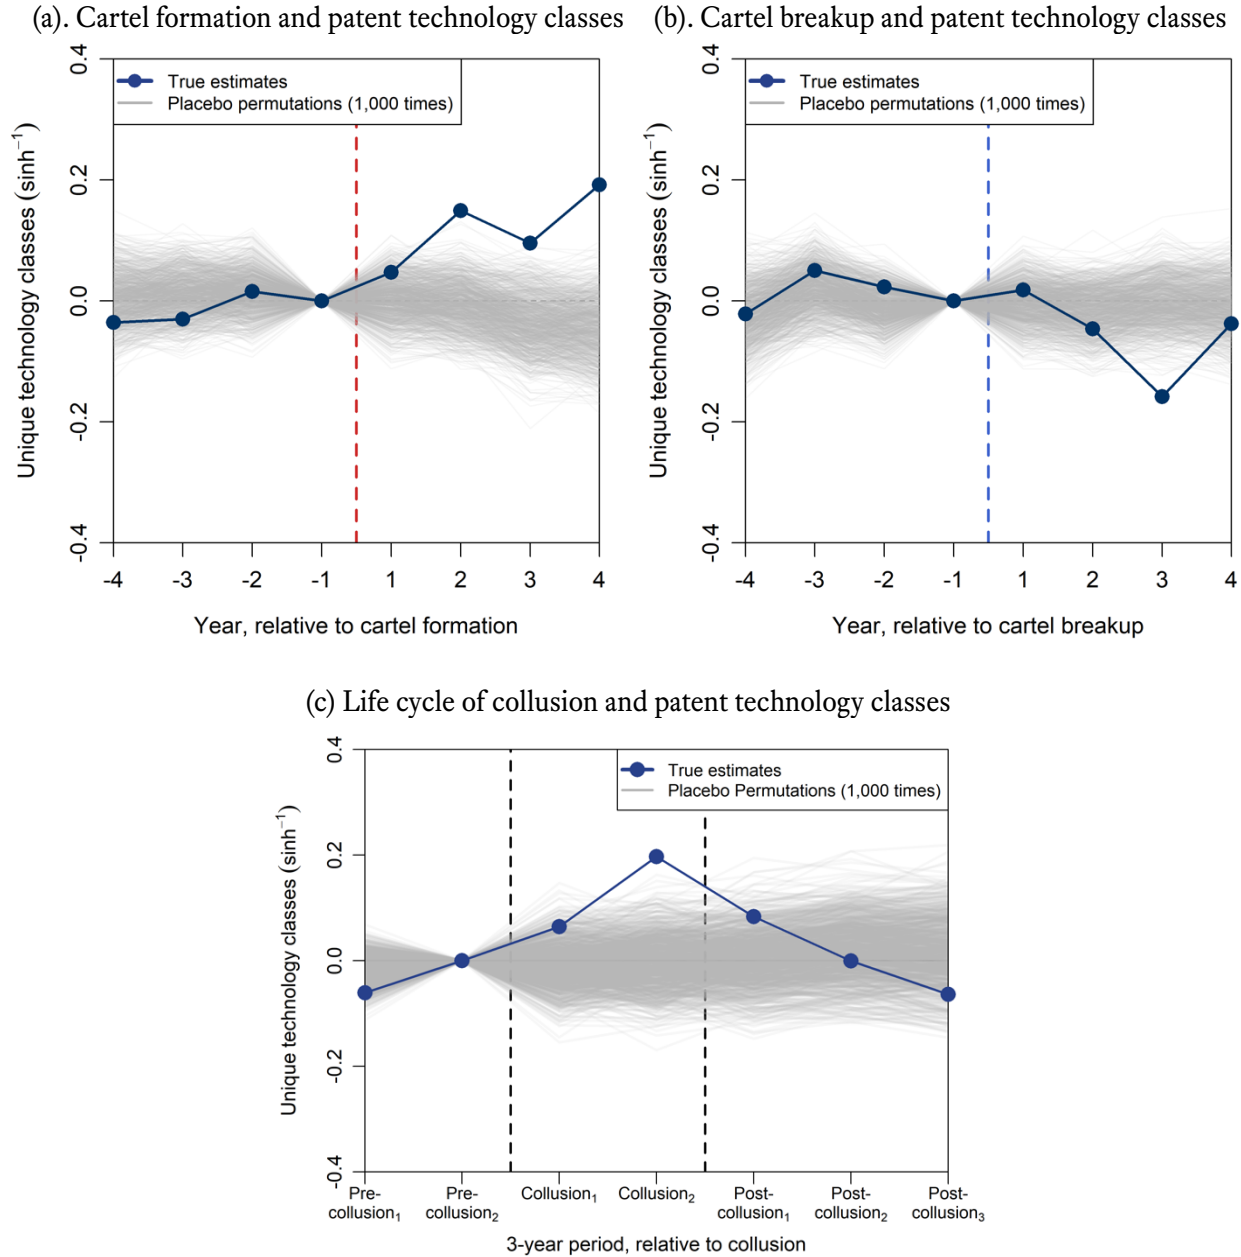 (a). Cartel formation and patent technology classes
0.4
0.2
0.0
-0.2
-0.4
Unique technology classes (sinh⁻¹)
True estimates
Placebo permutations (1,000 times)
-4 -3 -2 -1 1 2 3 4
Year, relative to cartel formation
(b). Cartel breakup and patent technology classes
0.4
0.2
0.0
-0.2
-0.4
Unique technology classes (sinh⁻¹)
True estimates
Placebo permutations (1,000 times)
-4 -3 -2 -1 1 2 3 4
Year, relative to cartel breakup
(c) Life cycle of collusion and patent technology classes
0.4
0.2
0.0
-0.2
-0.4
Unique technology classes (sinh⁻¹)
True estimates
Placebo Permutations (1,000 times)
Pre-
collusion₁
Pre-
collusion₂
Collusion₁
Collusion₂
Post-
collusion₁
Post-
collusion₂
Post-
collusion₃
3-year period, relative to collusion